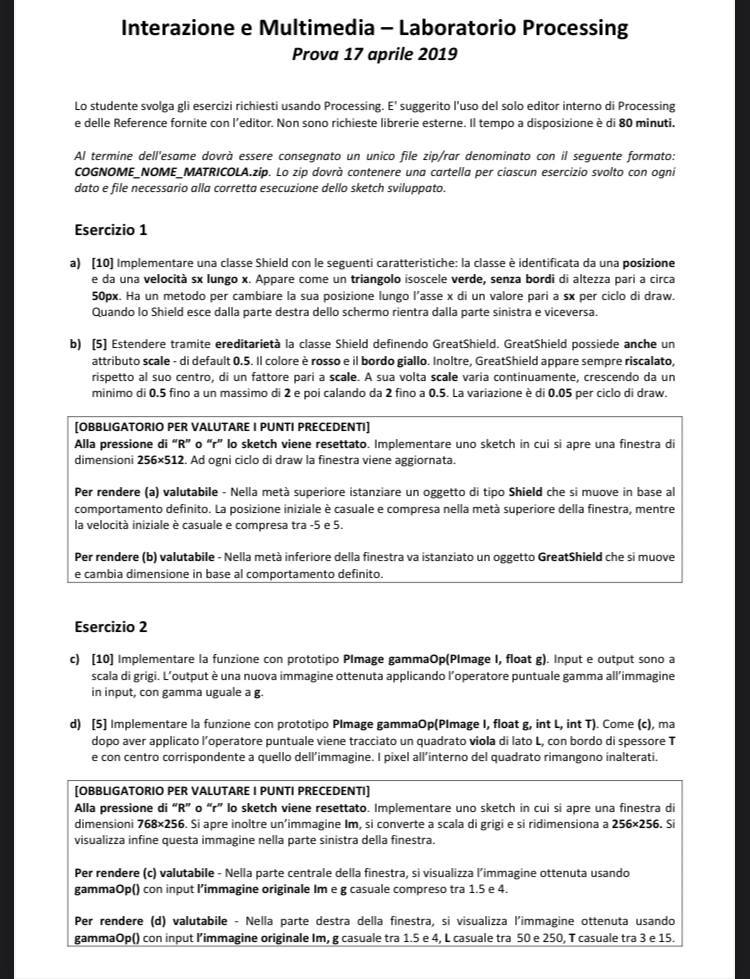 Interazione e Multimedia – Laboratorio Processing
Prova 17 aprile 2019
Lo studente svolga gli esercizi richiesti usando Processing. E' suggerito l'uso del solo editor interno di Processing
e delle Reference fornite con l'editor. Non sono richieste librerie esterne. Il tempo a disposizione è di 80 minuti.
Al termine dell'esame dovrà essere consegnato un unico file zip/rar denominato con il seguente formato:
COGNOME_NOME_MATRICOLA.zip. Lo zip dovrà contenere una cartella per ciascun esercizio svolto con ogni
dato e file necessario alla corretta esecuzione dello sketch sviluppato.
Esercizio 1
a) [10] Implementare una classe Shield con le seguenti caratteristiche: la classe è identificata da una posizione
e da una velocità sx lungo x. Appare come un triangolo isoscele verde, senza bordi di altezza pari a circa
50px. Ha un metodo per cambiare la sua posizione lungo l'asse x di un valore pari a sx per ciclo di draw.
Quando lo Shield esce dalla parte destra dello schermo rientra dalla parte sinistra e viceversa.
b) [5] Estendere tramite ereditarietà la classe Shield definendo GreatShield. GreatShield possiede anche un
attributo scale - di default 0.5. Il colore è rosso e il bordo giallo. Inoltre, GreatShield appare sempre riscalato,
rispetto al suo centro, di un fattore pari a scale. A sua volta scale varia continuamente, crescendo da un
minimo di 0.5 fino a un massimo di 2 e poi calando da 2 fino a 0.5. La variazione è di 0.05 per ciclo di draw.
[OBBLIGATORIO PER VALUTARE I PUNTI PRECEDENTI]
Alla pressione di “R” o “r” lo sketch viene resettato. Implementare uno sketch in cui si apre una finestra di
dimensioni 256×512. Ad ogni ciclo di draw la finestra viene aggiornata.
Per rendere (a) valutabile - Nella metà superiore istanziare un oggetto di tipo Shield che si muove in base al
comportamento definito. La posizione iniziale è casuale e compresa nella metà superiore della finestra, mentre
la velocità iniziale è casuale e compresa tra -5 e 5.
Per rendere (b) valutabile - Nella metà inferiore della finestra va istanziato un oggetto GreatShield che si muove
e cambia dimensione in base al comportamento definito.
Esercizio 2
c) [10] Implementare la funzione con prototipo PImage gammaOp(PImage I, float g). Input e output sono a
scala di grigi. L'output è una nuova immagine ottenuta applicando l'operatore puntuale gamma all'immagine
in input, con gamma uguale a g.
d) [5] Implementare la funzione con prototipo PImage gammaOp(PImage I, float g, int L, int T). Come (c), ma
dopo aver applicato l'operatore puntuale viene tracciato un quadrato viola di lato L, con bordo di spessore T
e con centro corrispondente a quello dell'immagine. I pixel all'interno del quadrato rimangono inalterati.
[OBBLIGATORIO PER VALUTARE I PUNTI PRECEDENTI]
Alla pressione di “R” o “r” lo sketch viene resettato. Implementare uno sketch in cui si apre una finestra di
dimensioni 768×256. Si apre inoltre un'immagine Im, si converte a scala di grigi e si ridimensiona a 256×256. Si
visualizza infine questa immagine nella parte sinistra della finestra.
Per rendere (c) valutabile - Nella parte centrale della finestra, si visualizza l'immagine ottenuta usando
gammaOp() con input l'immagine originale Im e g casuale compreso tra 1.5 e 4.
Per rendere (d) valutabile - Nella parte destra della finestra, si visualizza l'immagine ottenuta usando
gammaOp() con input l'immagine originale Im, g casuale tra 1.5 e 4, L casuale tra 50 e 250, T casuale tra 3 e 15.